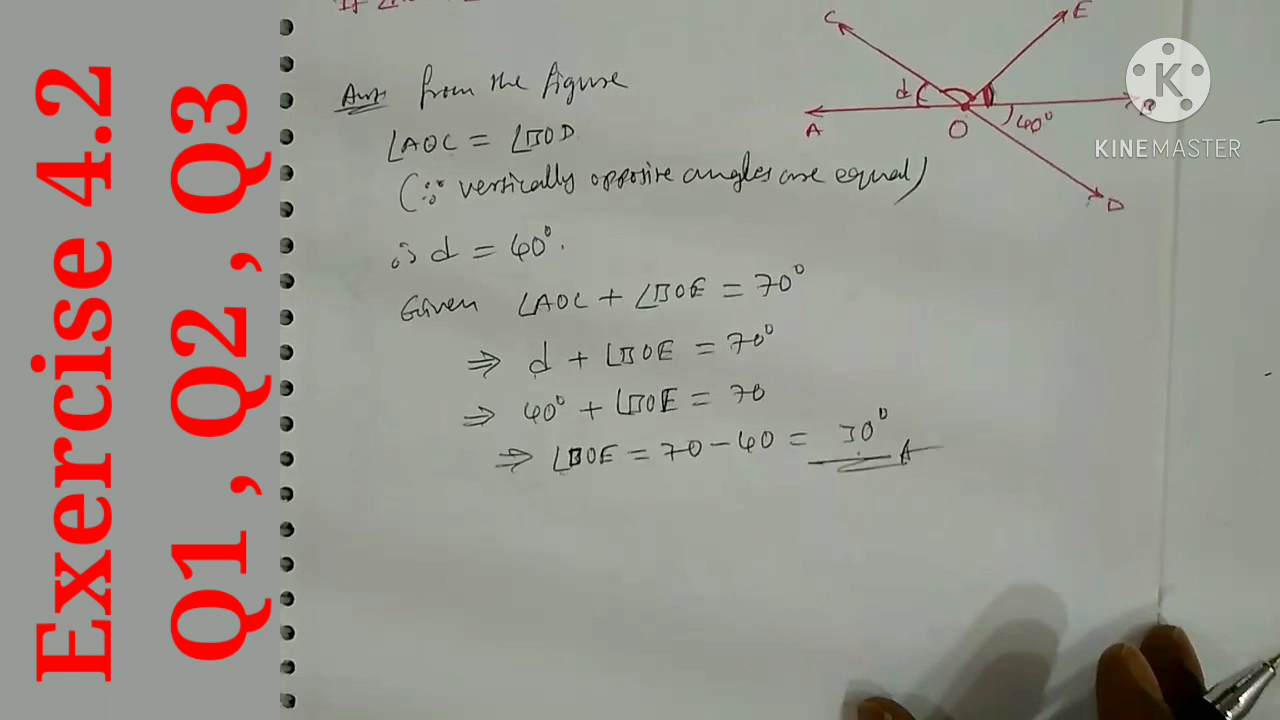 Exercise 4.2
Q1, Q2, Q3
If
C
E
d
A
O
B
40°
D
KINEMASTER
Ans: from the figure
∠AOC = ∠BOD
(∵ vertically opposite angles are equal)
∴ d = 40°.
Given ∠AOC + ∠BOE = 70°
⇒ d + ∠BOE = 70°
⇒ 40° + ∠BOE = 70
⇒ ∠BOE = 70 - 40 = 30°